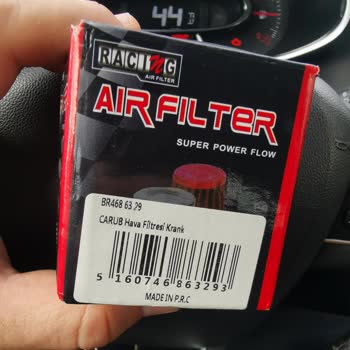 44
RACING
AIR FILTER
AIR FILTER
SUPER POWER FLOW
BR468 63.29
CARUB Hava Filtresi Krank
5 160746 863293
MADE IN P.R.C